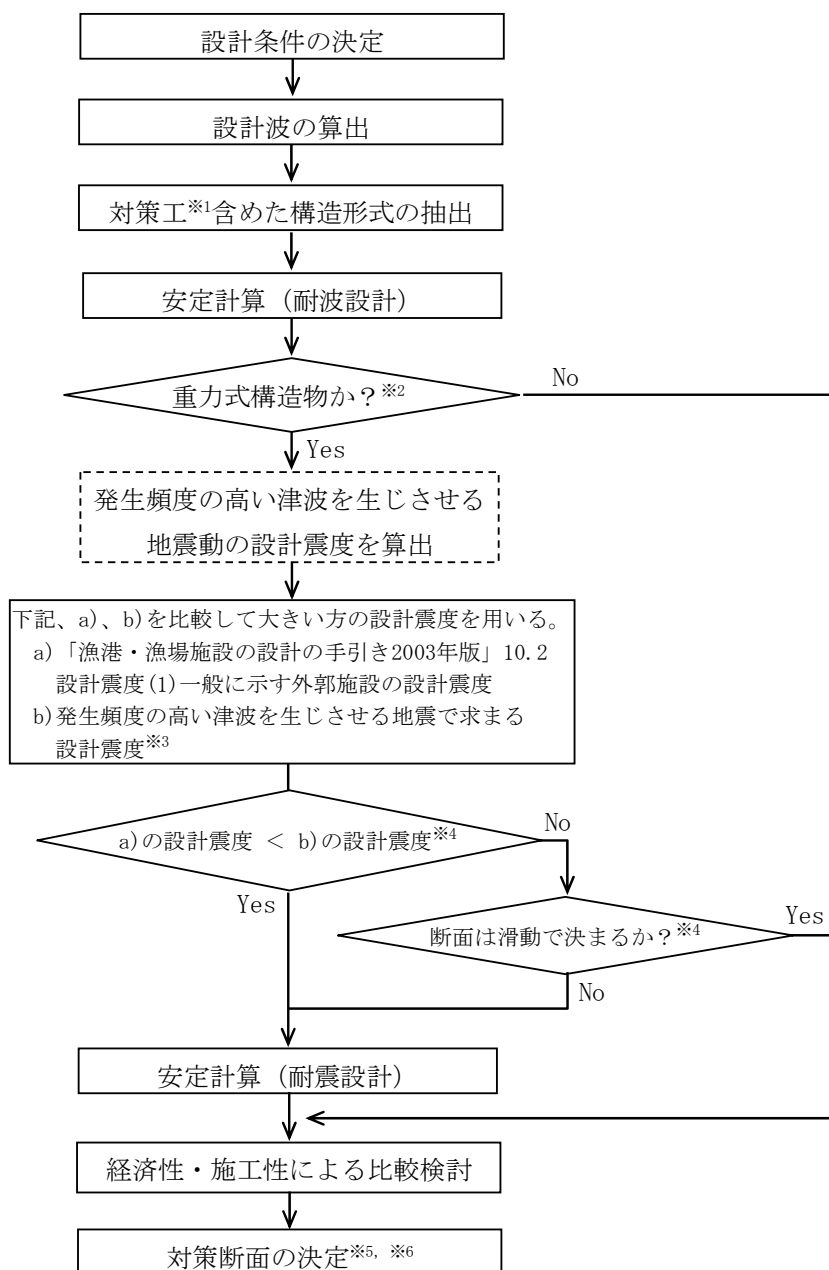 設計条件の決定
設計波の算出
対策工※1含めた構造形式の抽出
安定計算（耐波設計）
重力式構造物か？※2
No
Yes
発生頻度の高い津波を生じさせる
地震動の設計震度を算出
下記、a)、b)を比較して大きい方の設計震度を用いる。
a)「漁港・漁場施設の設計の手引き2003年版」10.2
設計震度(1)一般に示す外郭施設の設計震度
b)発生頻度の高い津波を生じさせる地震で求まる
設計震度※3
a)の設計震度 ＜ b)の設計震度※4
No
Yes
断面は滑動で決まるか？※4
Yes
No
安定計算（耐震設計）
経済性・施工性による比較検討
対策断面の決定※5, ※6